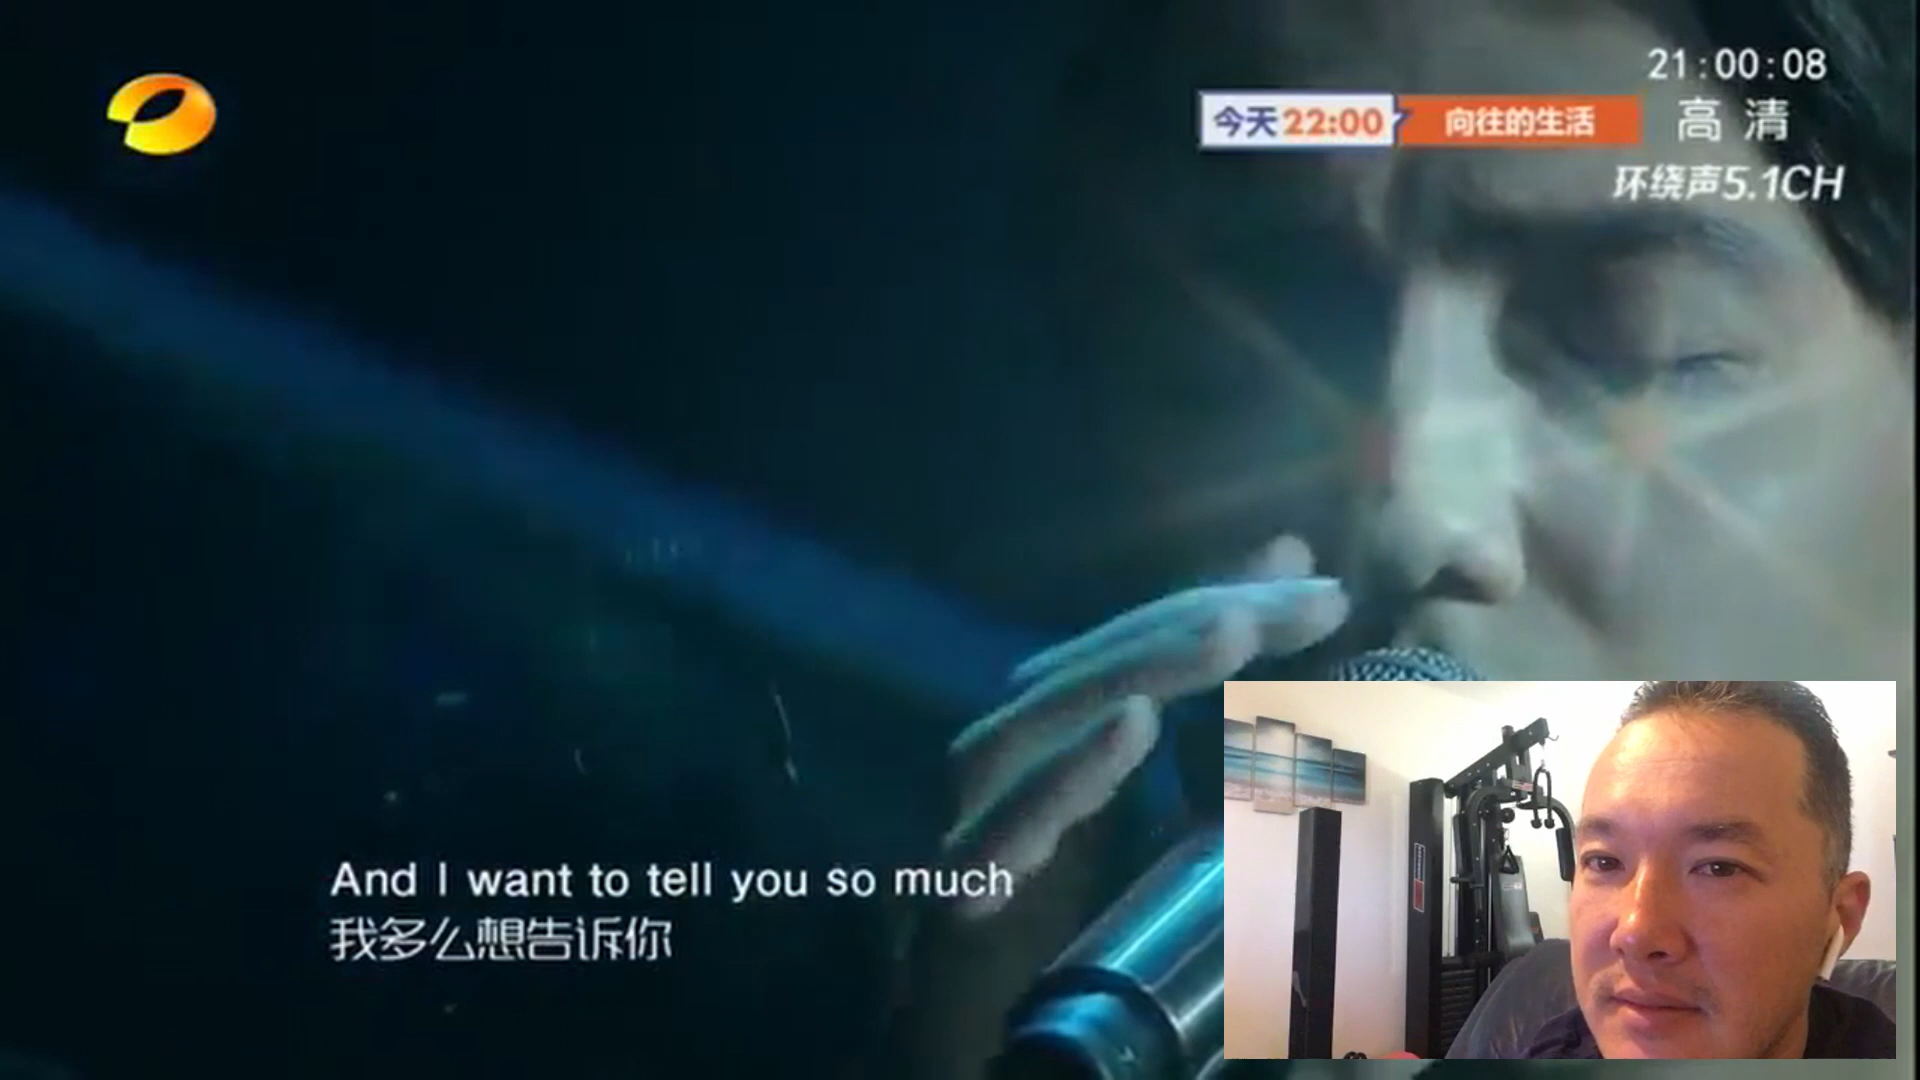 21:00:08
今天22:00 向往的生活
高清
环绕声5.1CH
And I want to tell you so much
我多么想告诉你